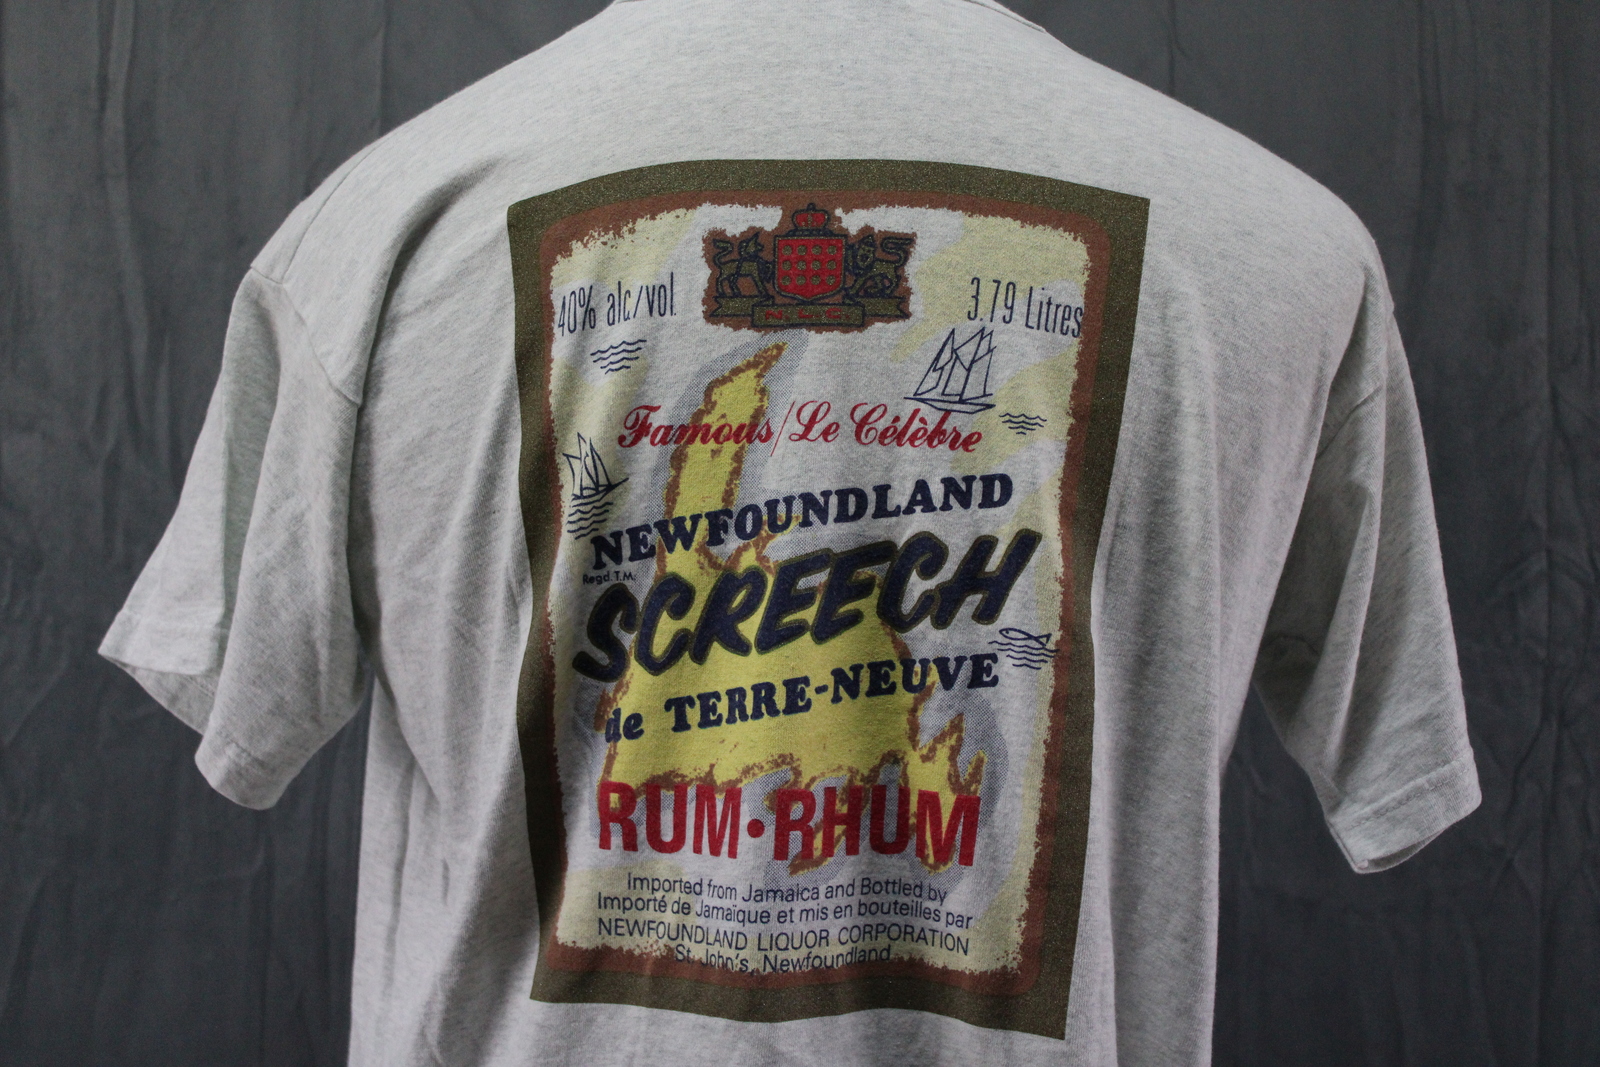 N.L.C.
40% alc/vol.
3.79 Litres
Famous/Le Célèbre
NEWFOUNDLAND
Regd. T.M.
SCREECH
de TERRE-NEUVE
RUM•RHUM
Imported from Jamaica and Bottled by
Importé de Jamaïque et mis en bouteilles par
NEWFOUNDLAND LIQUOR CORPORATION
St. John's, Newfoundland